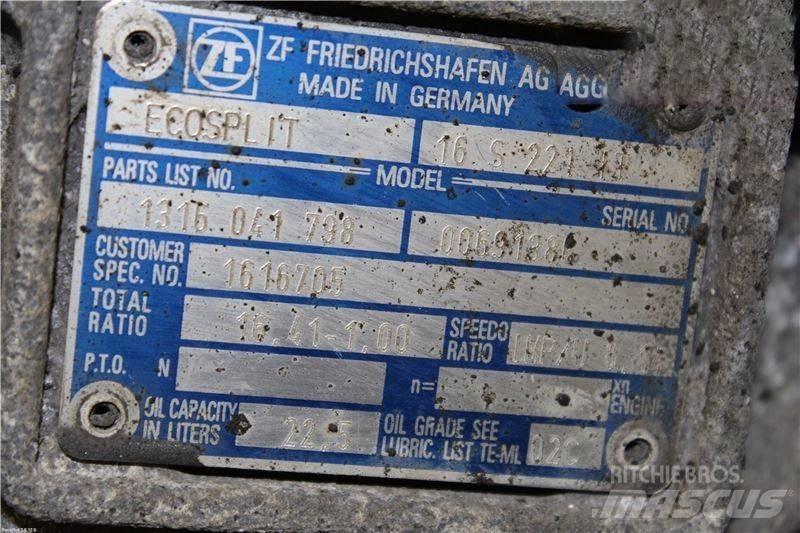 ZF
ZF FRIEDRICHSHAFEN AG
MADE IN GERMANY
ECOSPLIT 16 S 221
PARTS LIST NO. MODEL SERIAL NO
1316 041 798
CUSTOMER SPEC. NO. 1616705
TOTAL RATIO 16,41-1,00 SPEEDO RATIO
P.T.O. N n= xn ENGINE
OIL CAPACITY IN LITERS 22,5 OIL GRADE SEE LUBRIC. LIST TE-ML 02C
RITCHIE BROS.
MASCUS